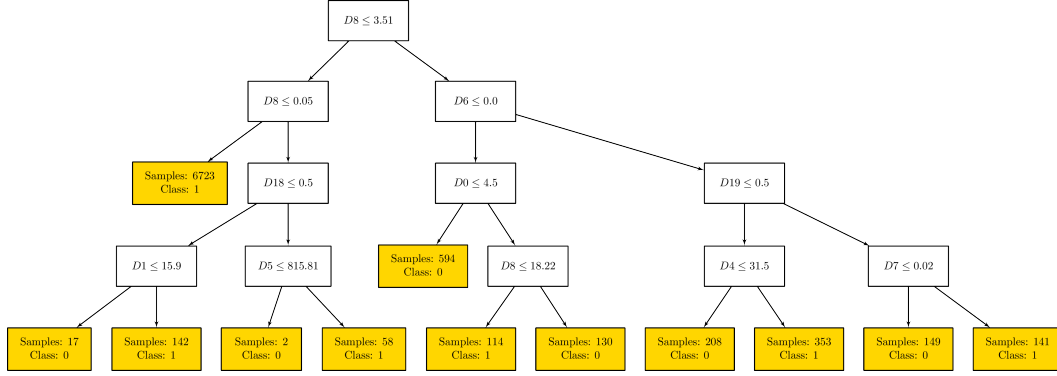 D8 ≤ 3.51
D8 ≤ 0.05
D6 ≤ 0.0
Samples: 6723
Class: 1
D18 ≤ 0.5
D0 ≤ 4.5
D19 ≤ 0.5
D1 ≤ 15.9
D5 ≤ 815.81
Samples: 594
Class: 0
D8 ≤ 18.22
D4 ≤ 31.5
D7 ≤ 0.02
Samples: 17
Class: 0
Samples: 142
Class: 1
Samples: 2
Class: 0
Samples: 58
Class: 1
Samples: 114
Class: 1
Samples: 130
Class: 0
Samples: 208
Class: 0
Samples: 353
Class: 1
Samples: 149
Class: 0
Samples: 141
Class: 1